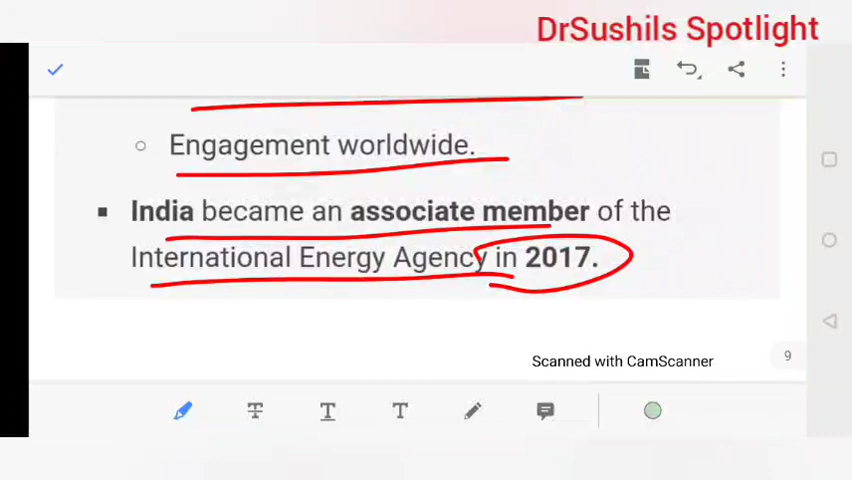 DrSushils Spotlight
Engagement worldwide.
India became an associate member of the
International Energy Agency in 2017.
Scanned with CamScanner
9
T
T
T